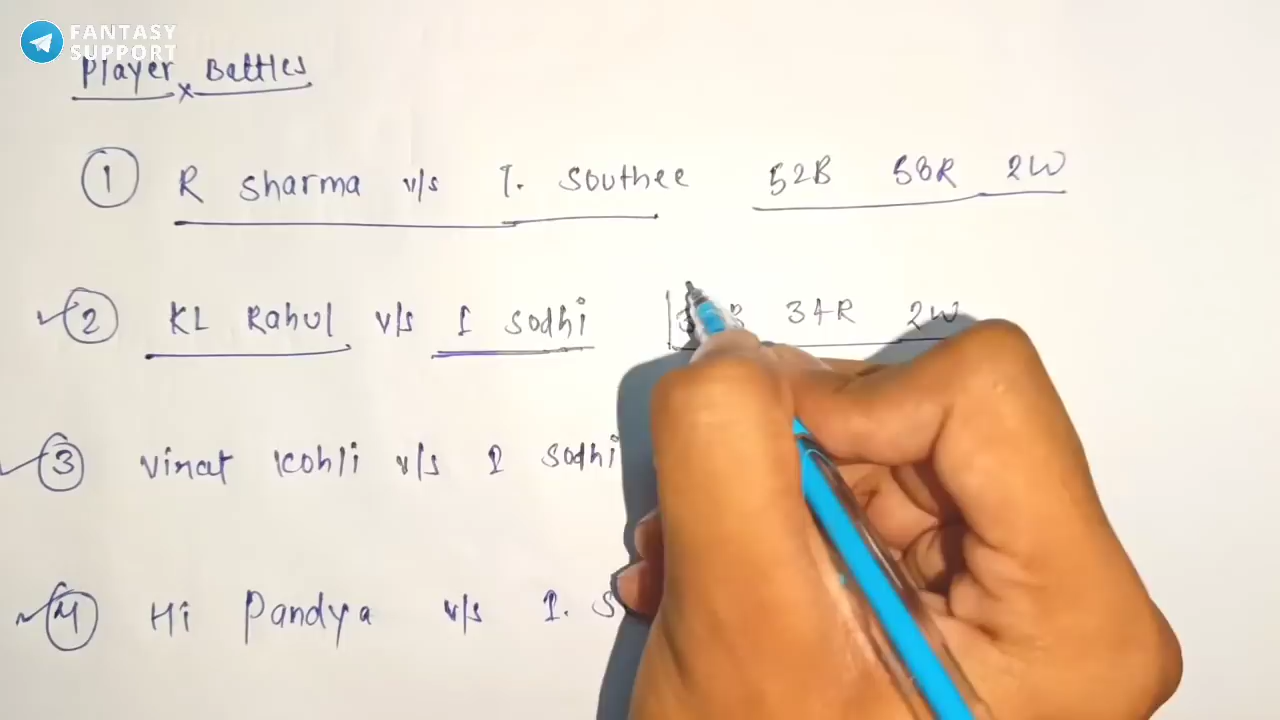 FANTASY
SUPPORT
Player Battles
1 R Sharma v/s T. Southee 52B 58R 2W
2 KL Rahul v/s I Sodhi 34R 2W
3 Virat Kohli v/s I Sodhi
4 H Pandya v/s I.